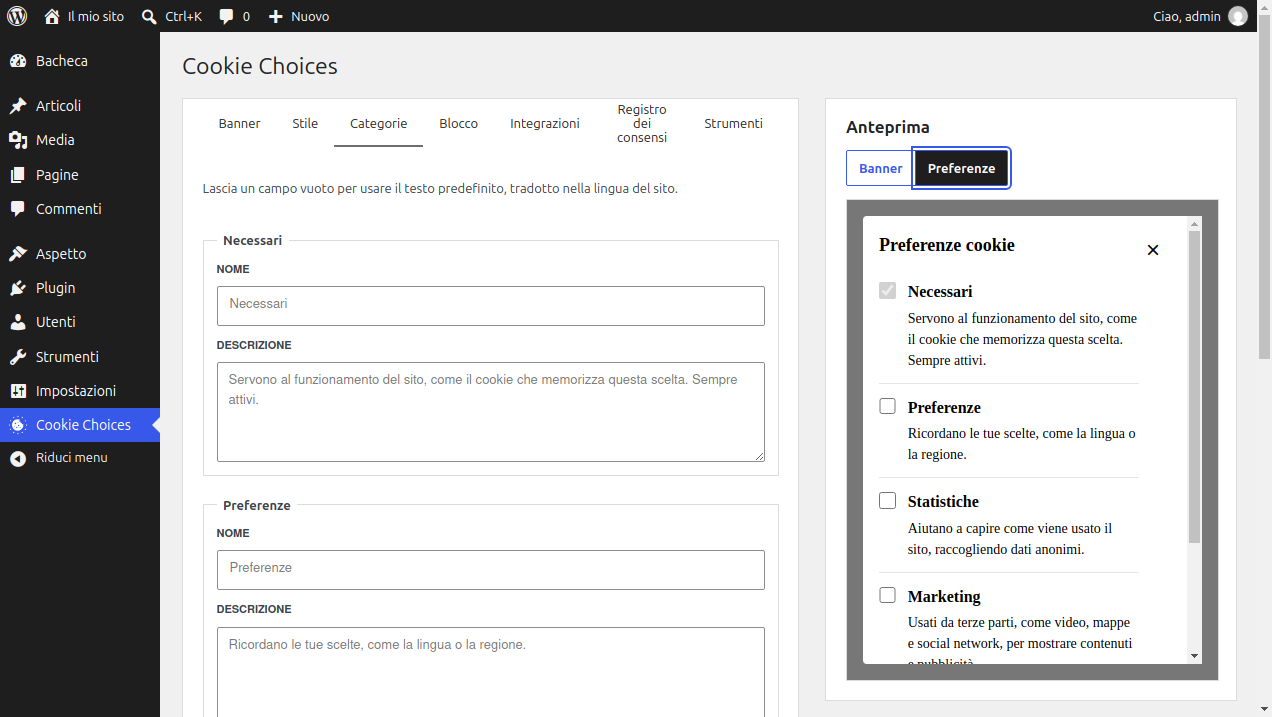 Il mio sito
Ctrl+K
0
Nuovo
Ciao, admin
Bacheca
Articoli
Media
Pagine
Commenti
Aspetto
Plugin
Utenti
Strumenti
Impostazioni
Cookie Choices
Riduci menu
Cookie Choices
Banner
Stile
Categorie
Blocco
Integrazioni
Registro
dei
consensi
Strumenti
Lascia un campo vuoto per usare il testo predefinito, tradotto nella lingua del sito.
Necessari
NOME
Necessari
DESCRIZIONE
Servono al funzionamento del sito, come il cookie che memorizza questa scelta. Sempre
attivi.
Preferenze
NOME
Preferenze
DESCRIZIONE
Ricordano le tue scelte, come la lingua o la regione.
Anteprima
Banner
Preferenze
Preferenze cookie
Necessari
Servono al funzionamento del sito, come
il cookie che memorizza questa scelta.
Sempre attivi.
Preferenze
Ricordano le tue scelte, come la lingua o
la regione.
Statistiche
Aiutano a capire come viene usato il
sito, raccogliendo dati anonimi.
Marketing
Usati da terze parti, come video, mappe
e social network, per mostrare contenuti
e pubblicità